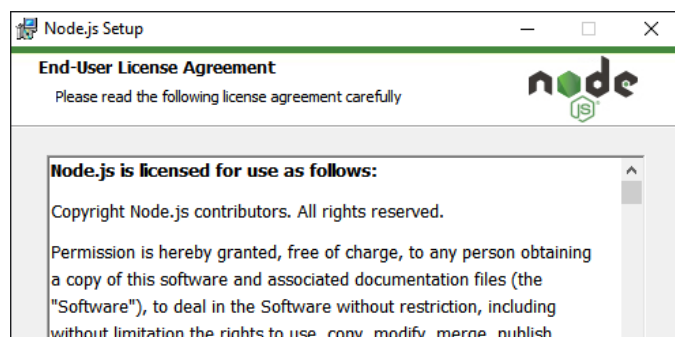 Node.js Setup
End-User License Agreement
Please read the following license agreement carefully
node
JS
Node.js is licensed for use as follows:
Copyright Node.js contributors. All rights reserved.
Permission is hereby granted, free of charge, to any person obtaining
a copy of this software and associated documentation files (the
"Software"), to deal in the Software without restriction, including
without limitation the rights to use, copy, modify, merge, publish,